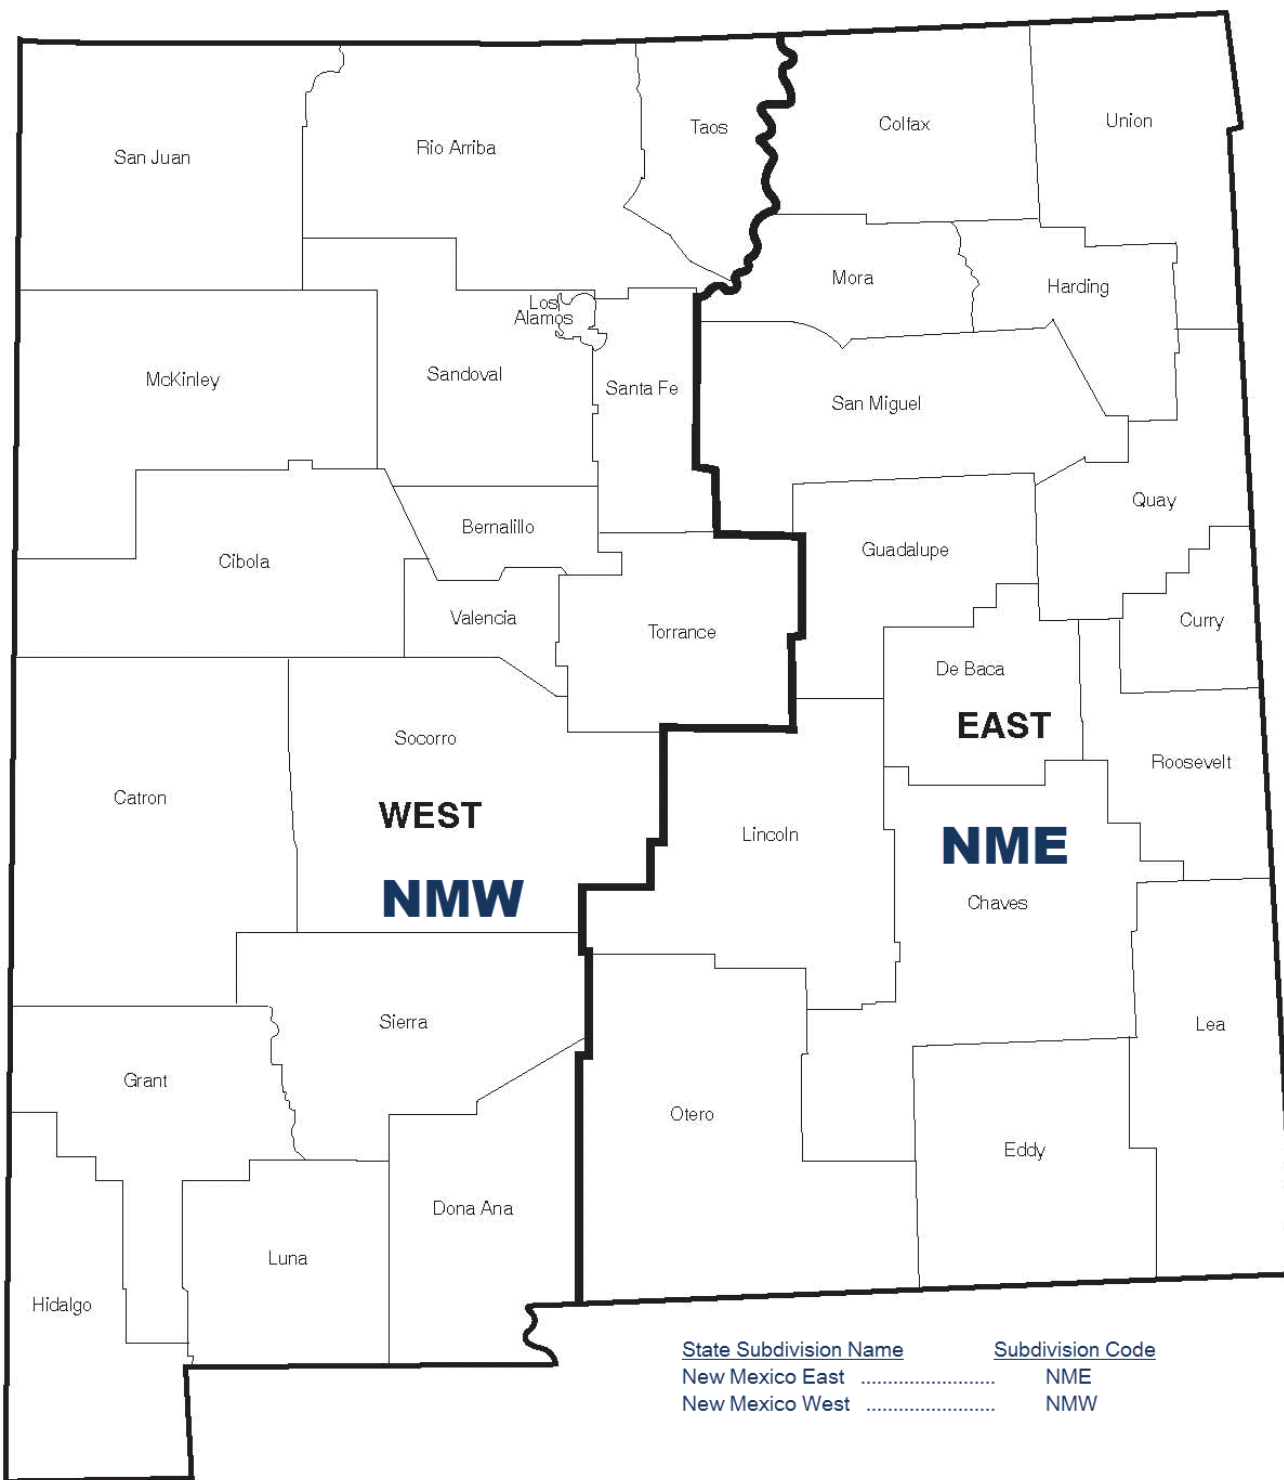 San Juan
Rio Arriba
Taos
Colfax
Union
Mora
Harding
Los
Alamos
McKinley
Sandoval
Santa Fe
San Miguel
Quay
Bernalillo
Guadalupe
Cibola
Valencia
Torrance
Curry
De Baca
EAST
Socorro
Roosevelt
Catron
WEST
Lincoln
NME
NMW
Chaves
Sierra
Lea
Grant
Otero
Eddy
Dona Ana
Luna
Hidalgo
State Subdivision Name Subdivision Code
New Mexico East ......................... NME
New Mexico West ........................ NMW